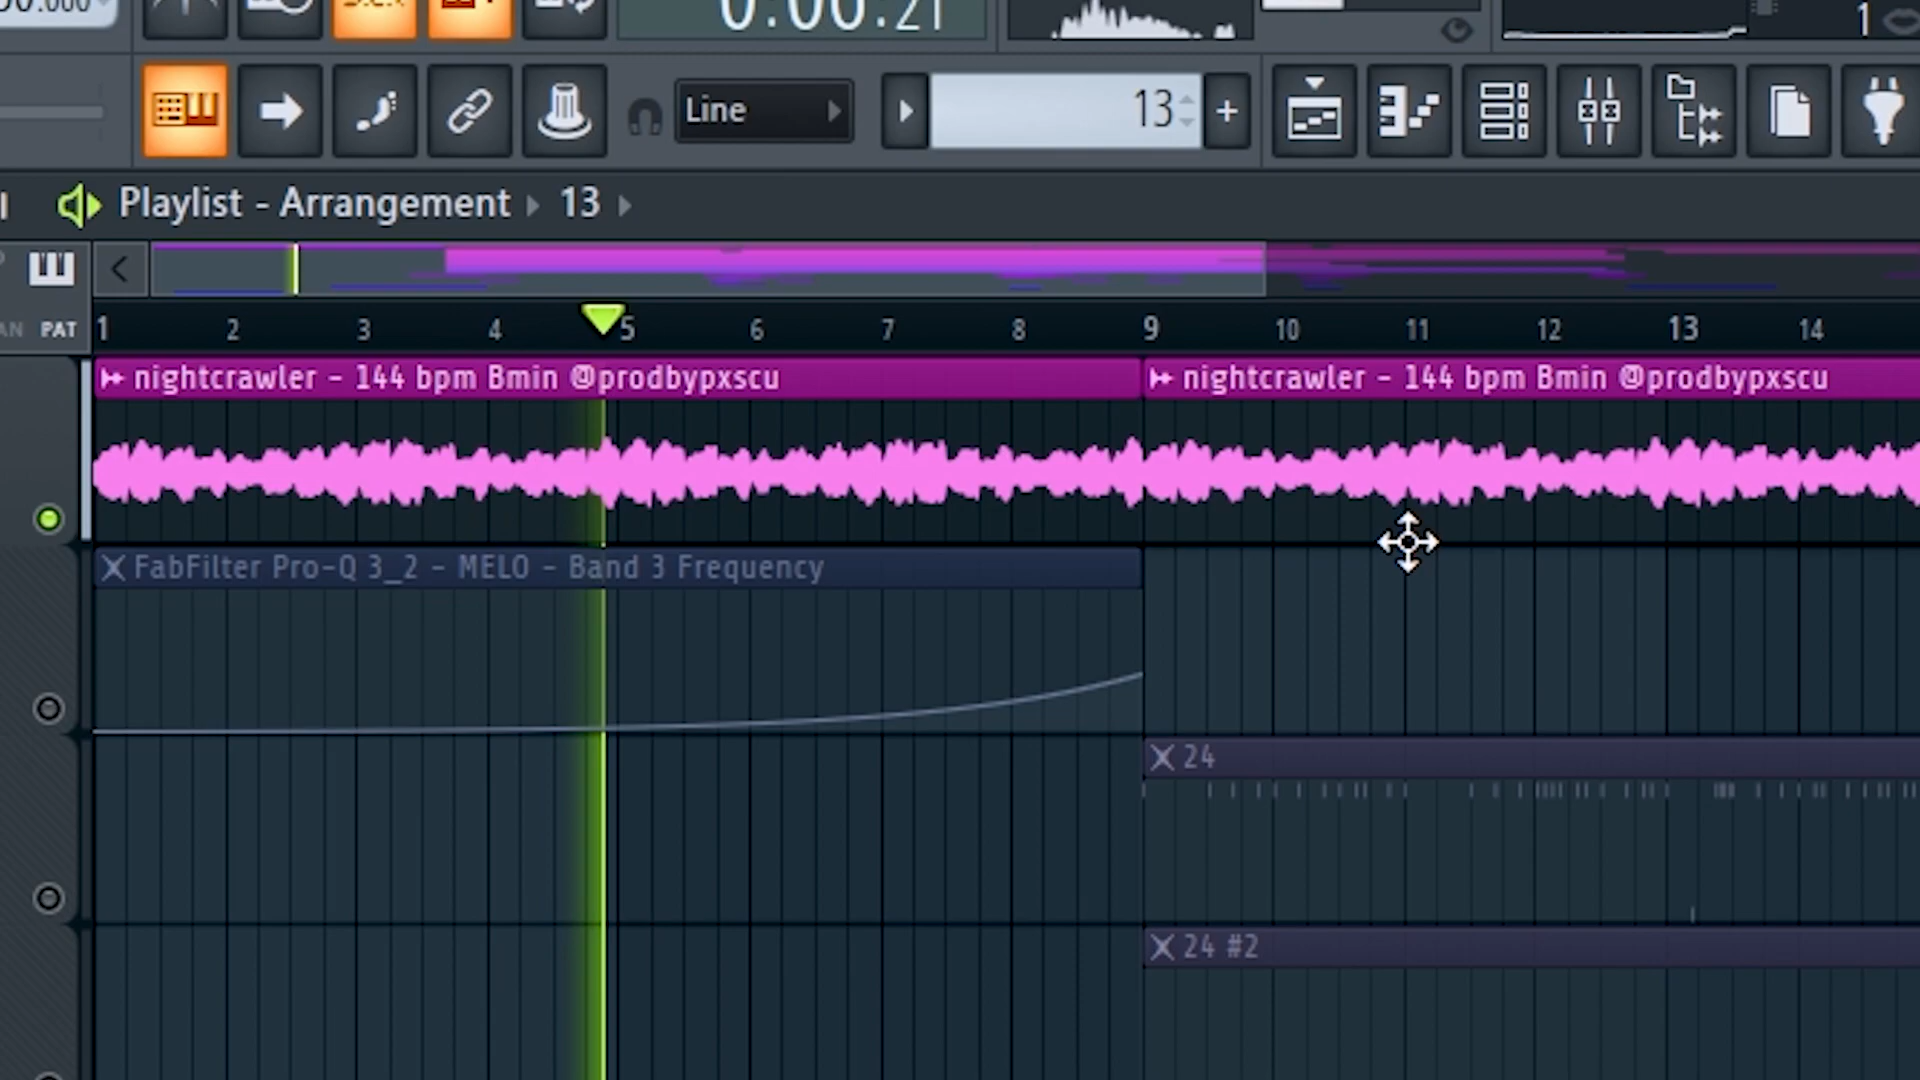 0:06:21
1
Line
13
Playlist - Arrangement
13
PAT
1 2 3 4 5 6 7 8 9 10 11 12 13 14
nightcrawler - 144 bpm Bmin @prodbypxscu
nightcrawler - 144 bpm Bmin @prodbypxscu
FabFilter Pro-Q 3_2 - MELO - Band 3 Frequency
24
24 #2